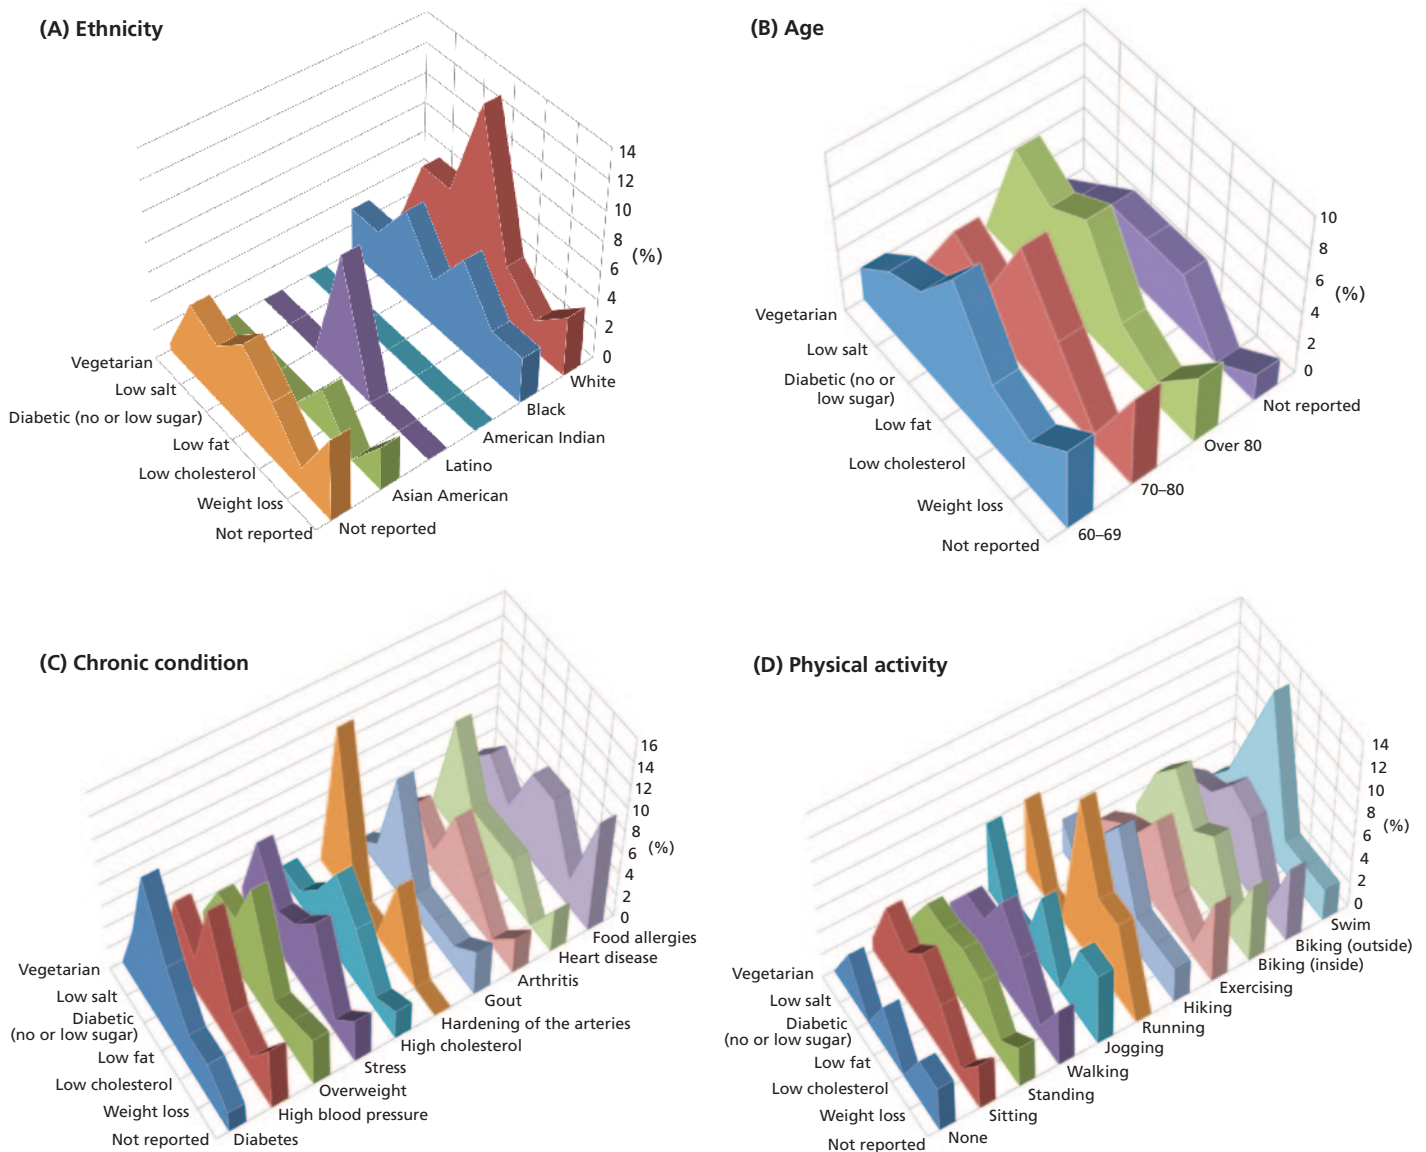 (A) Ethnicity
14
12
10
8
6
4
2
0
(%)
Vegetarian
Low salt
Diabetic (no or low sugar)
Low fat
Low cholesterol
Weight loss
Not reported
Not reported
Asian American
Latino
American Indian
Black
White
(B) Age
10
8
6
4
2
0
(%)
Vegetarian
Low salt
Diabetic (no or
low sugar)
Low fat
Low cholesterol
Weight loss
Not reported
60–69
70–80
Over 80
Not reported
(C) Chronic condition
16
14
12
10
8
6
4
2
0
(%)
Vegetarian
Low salt
Diabetic
(no or low sugar)
Low fat
Low cholesterol
Weight loss
Not reported
Diabetes
High blood pressure
Overweight
Stress
High cholesterol
Hardening of the arteries
Gout
Arthritis
Heart disease
Food allergies
(D) Physical activity
14
12
10
8
6
4
2
0
(%)
Vegetarian
Low salt
Diabetic
(no or low sugar)
Low fat
Low cholesterol
Weight loss
Not reported
None
Sitting
Standing
Walking
Jogging
Running
Hiking
Exercising
Biking (inside)
Biking (outside)
Swim